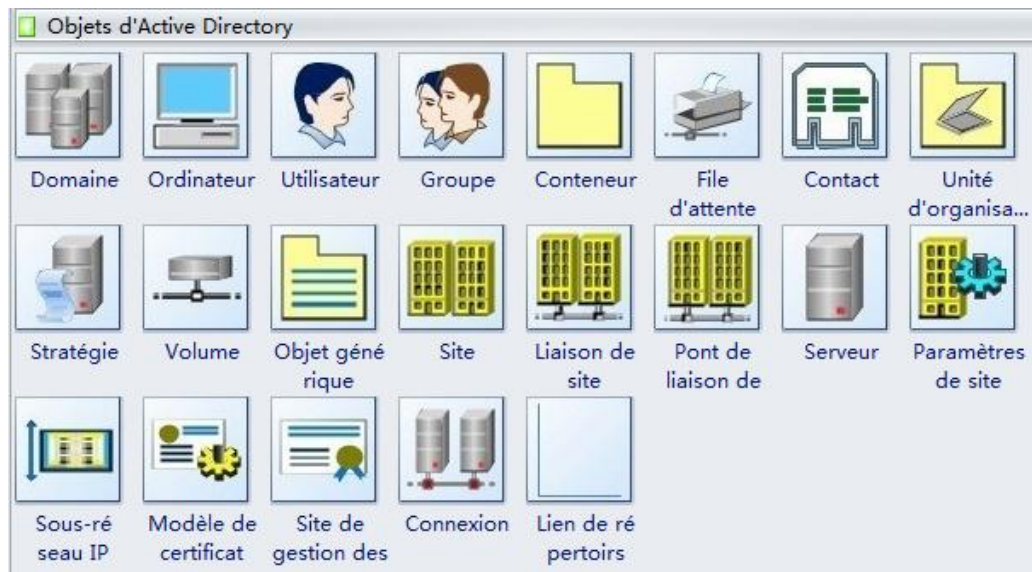 Objets d'Active Directory
Domaine Ordinateur Utilisateur Groupe Conteneur File d'attente Contact Unité d'organisa...
Stratégie Volume Objet géné rique Site Liaison de site Pont de liaison de Serveur Paramètres de site
Sous-ré seau IP Modèle de certificat Site de gestion des Connexion Lien de ré pertoirs